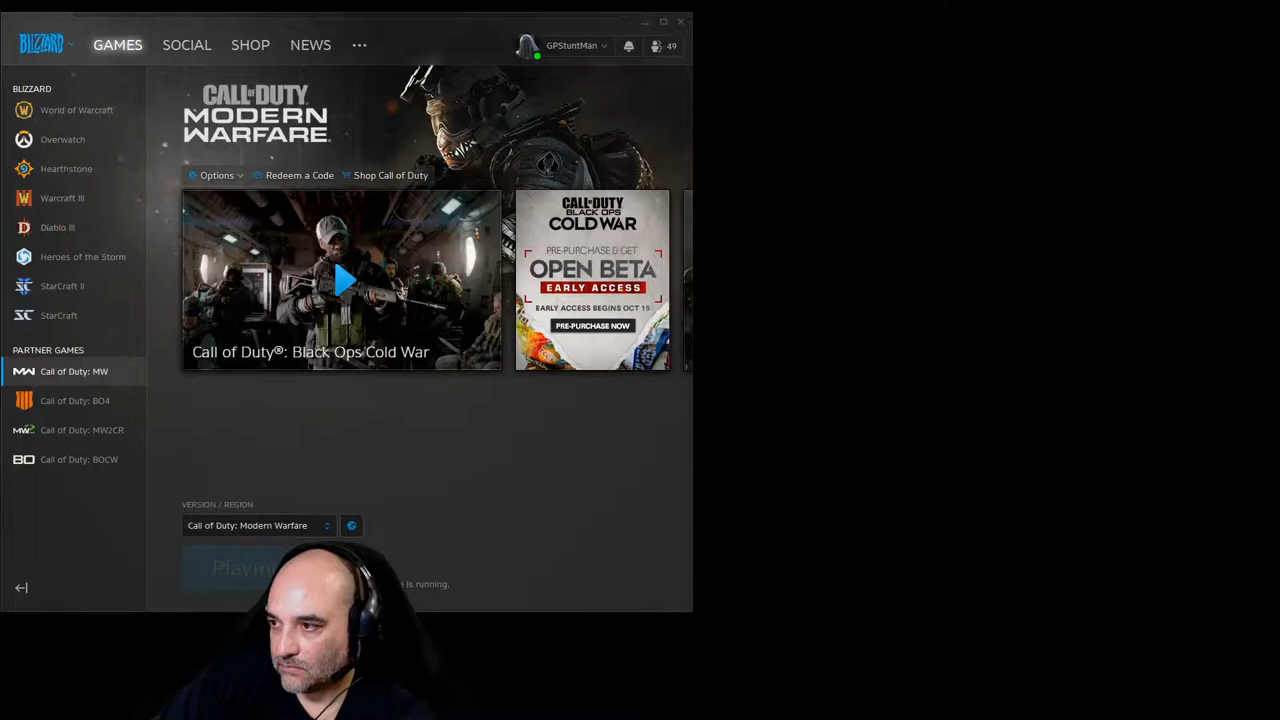 BLIZZARD
GAMES
SOCIAL
SHOP
NEWS
GPStuntMan
49
BLIZZARD
World of Warcraft
Overwatch
Hearthstone
Warcraft III
Diablo III
Heroes of the Storm
StarCraft II
StarCraft
PARTNER GAMES
Call of Duty: MW
Call of Duty: BO4
Call of Duty: MW2CR
Call of Duty: BOCW
CALL OF DUTY
MODERN
WARFARE
Options
Redeem a Code
Shop Call of Duty
Call of Duty®: Black Ops Cold War
CALL OF DUTY
BLACK OPS
COLD WAR
PRE-PURCHASE & GET
OPEN BETA
EARLY ACCESS
EARLY ACCESS BEGINS OCT 15
PRE-PURCHASE NOW
VERSION / REGION
Call of Duty: Modern Warfare
Playing
is running.